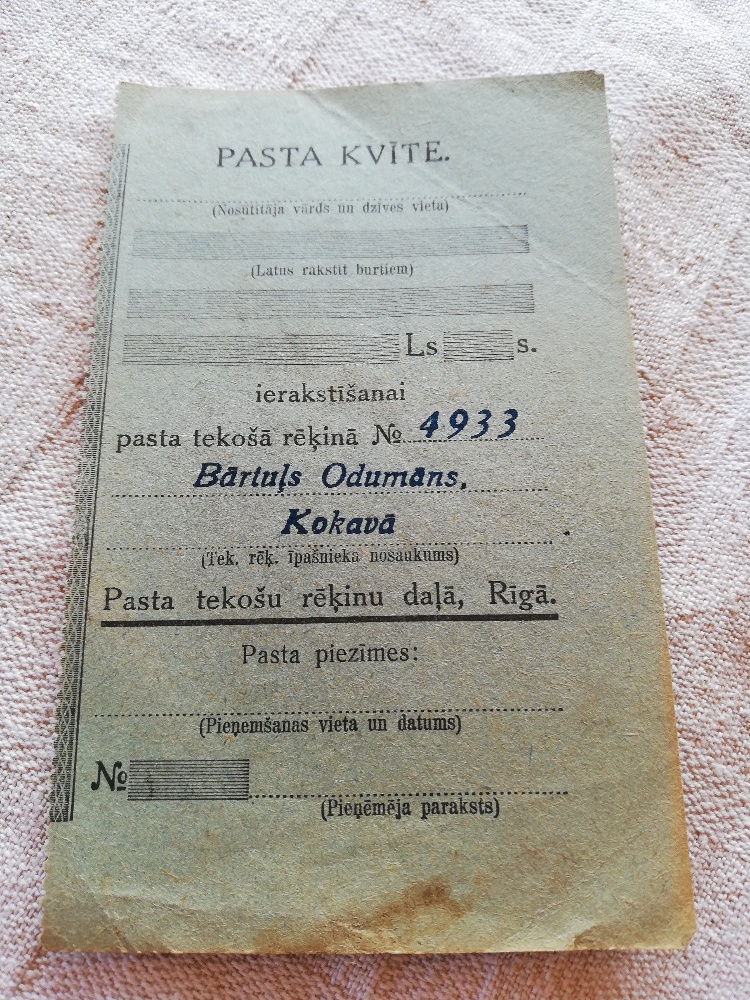 PASTA KVĪTE.
(Nosūtītāja vārds un dzīves vieta)
(Latus rakstīt burtiem)
Ls s.
ierakstīšanai
pasta tekošā rēķinā № 4933
Bārtuļs Odumāns,
Kokavā .
(Tek. rēķ. īpašnieka nosaukums)
Pasta tekošu rēķinu daļā, Rīgā.
Pasta piezīmes:
(Pieņemšanas vieta un datums)
№
(Pieņēmēja paraksts)